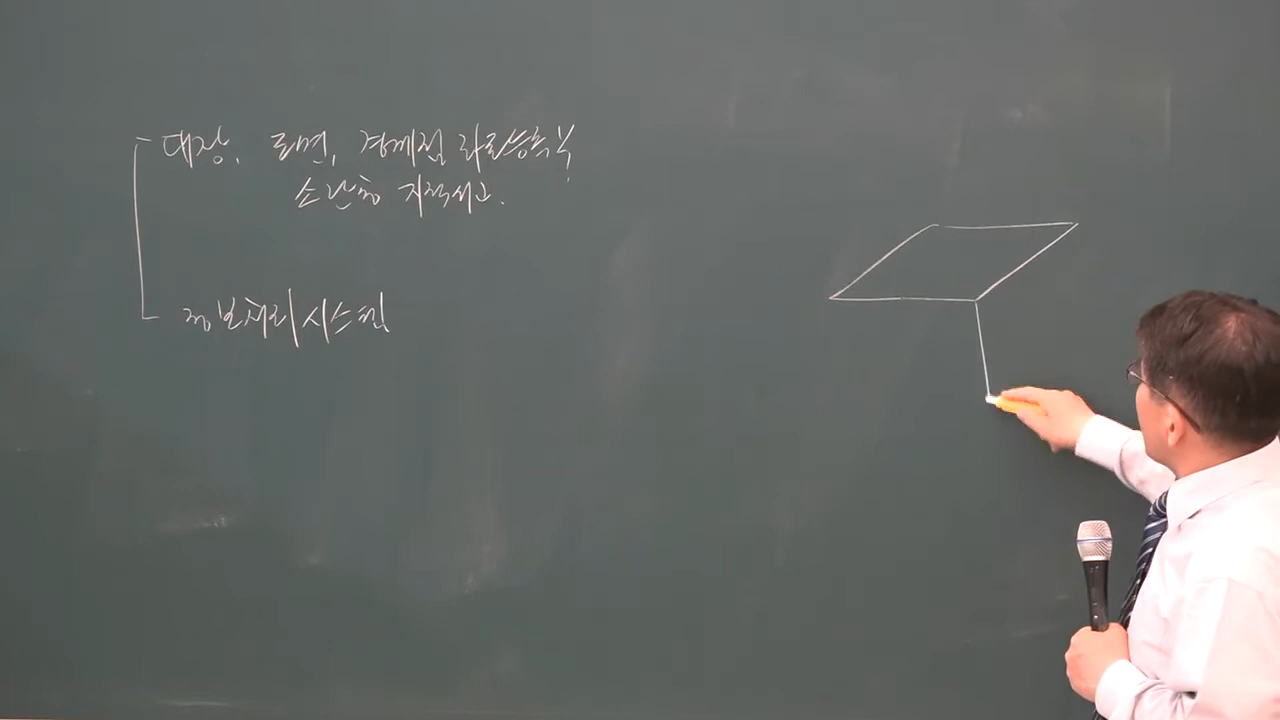 대장, 도면, 경계점 좌표등록부
소관청 지적서고.
정보처리시스템